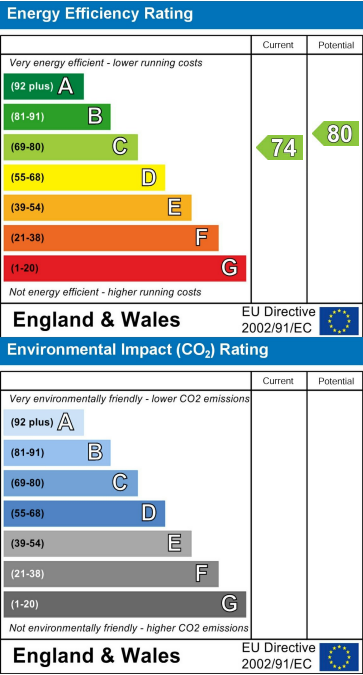 Energy Efficiency Rating
Current Potential
Very energy efficient - lower running costs
(92 plus) A
(81-91) B
(69-80) C
74 80
(55-68) D
(39-54) E
(21-38) F
(1-20) G
Not energy efficient - higher running costs
England & Wales
EU Directive
2002/91/EC
Environmental Impact (CO₂) Rating
Current Potential
Very environmentally friendly - lower CO2 emissions
(92 plus) A
(81-91) B
(69-80) C
(55-68) D
(39-54) E
(21-38) F
(1-20) G
Not environmentally friendly - higher CO2 emissions
England & Wales
EU Directive
2002/91/EC